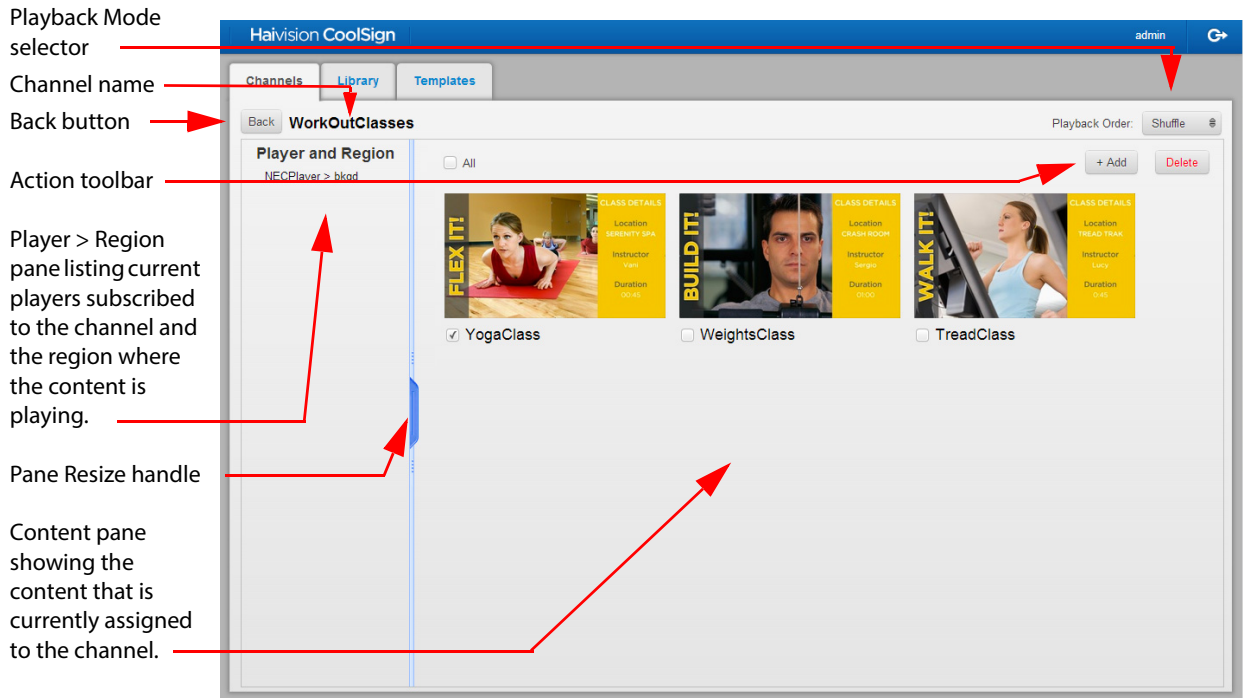 Playback Mode
selector
Channel name
Back button
Action toolbar
Player > Region
pane listing current
players subscribed
to the channel and
the region where
the content is
playing.
Pane Resize handle
Content pane
showing the
content that is
currently assigned
to the channel.
Haivision CoolSign
admin
Channels
Library
Templates
Back
WorkOutClasses
Playback Order:
Shuffle
Player and Region
NECPlayer > bkgd
All
+ Add
Delete
FLEX IT!
CLASS DETAILS
Location
SERENITY SPA
Instructor
Vani
Duration
00:45
BUILD IT!
CLASS DETAILS
Location
CRASH ROOM
Instructor
Sergio
Duration
01:00
WALK IT!
CLASS DETAILS
Location
TREAD TRAK
Instructor
Lucy
Duration
0:45
YogaClass
WeightsClass
TreadClass